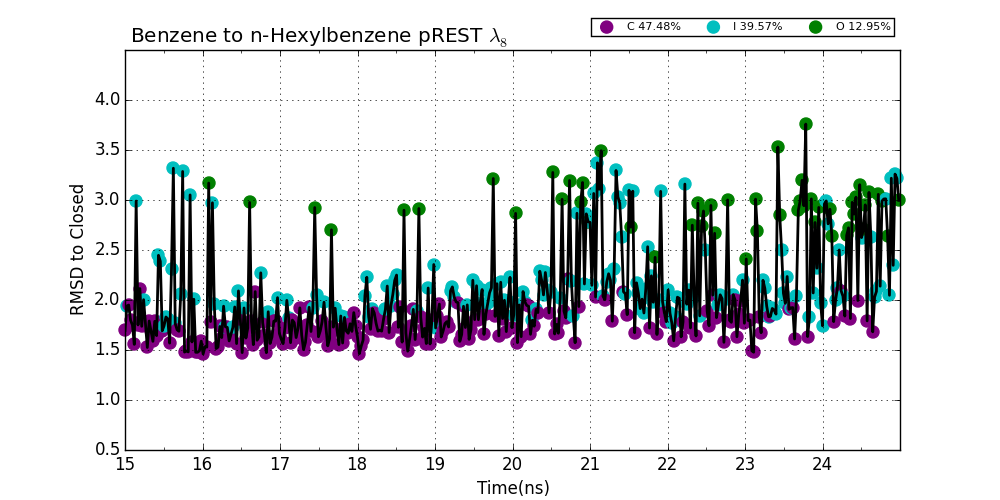 Benzene to n-Hexylbenzene pREST λ8
C 47.48% I 39.57% O 12.95%
4.0
3.5
3.0
2.5
2.0
1.5
1.0
0.5
RMSD to Closed
15 16 17 18 19 20 21 22 23 24
Time(ns)